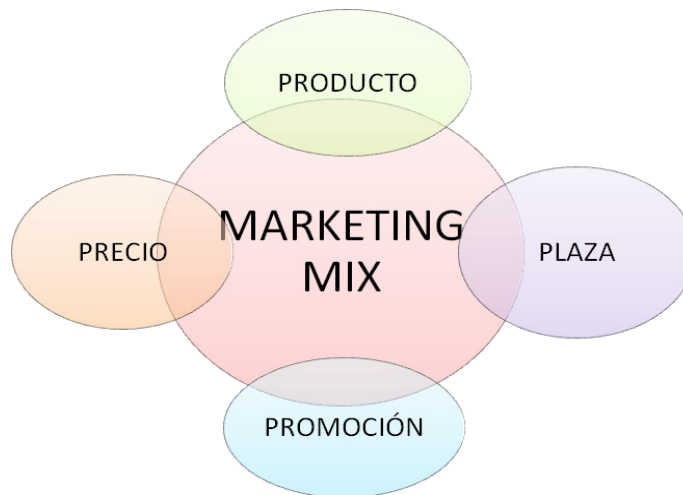 PRODUCTO
PRECIO
MARKETING
MIX
PLAZA
PROMOCIÓN